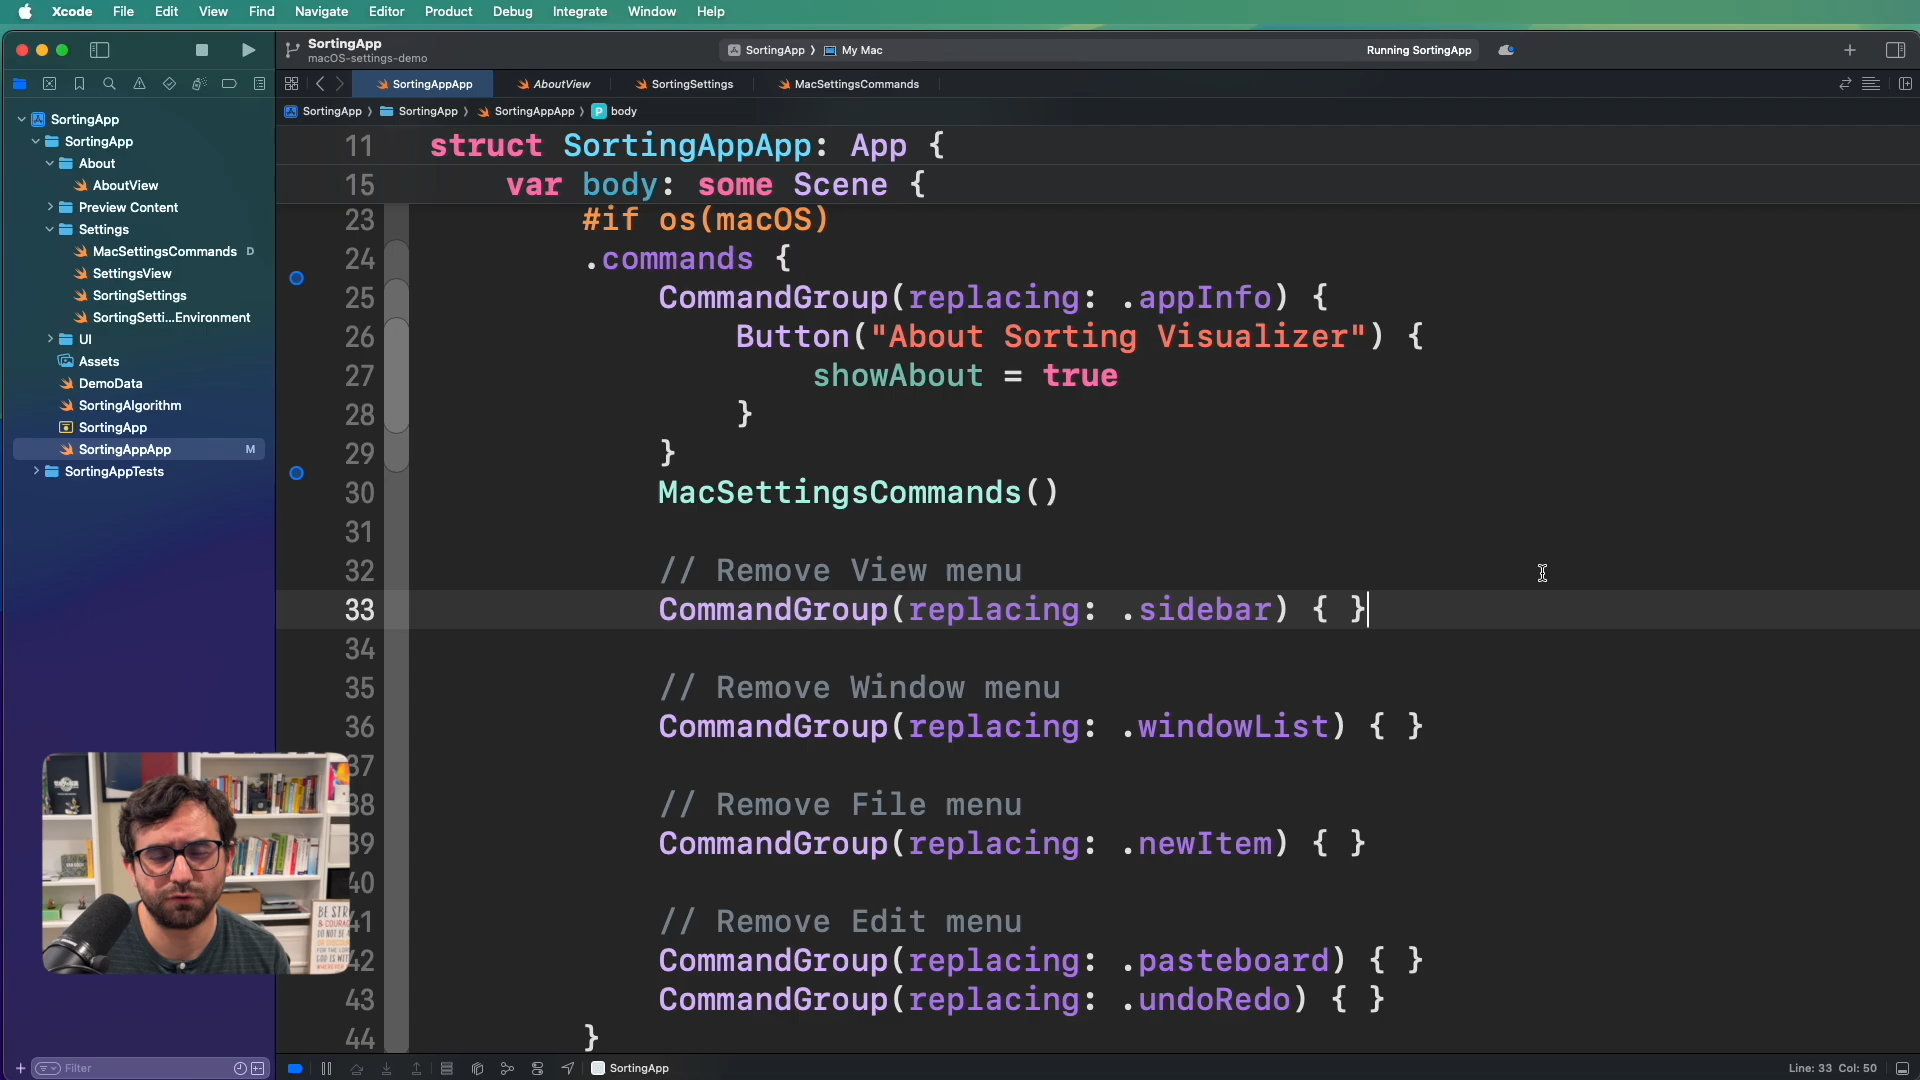 Xcode File Edit View Find Navigate Editor Product Debug Integrate Window Help
SortingApp
macOS-settings-demo
SortingApp
My Mac
Running SortingApp
SortingAppApp
AboutView
SortingSettings
MacSettingsCommands
SortingApp
SortingApp
SortingAppApp
P body
SortingApp
SortingApp
About
AboutView
Preview Content
Settings
MacSettingsCommands D
SettingsView
SortingSettings
SortingSetti...Environment
UI
Assets
DemoData
SortingAlgorithm
SortingApp
SortingAppApp M
SortingAppTests
11 struct SortingAppApp: App {
15 var body: some Scene {
23 #if os(macOS)
24 .commands {
25 CommandGroup(replacing: .appInfo) {
26 Button("About Sorting Visualizer") {
27 showAbout = true
28 }
29 }
30 MacSettingsCommands()
31
32 // Remove View menu
33 CommandGroup(replacing: .sidebar) { }
34
35 // Remove Window menu
36 CommandGroup(replacing: .windowList) { }
37
38 // Remove File menu
39 CommandGroup(replacing: .newItem) { }
40
41 // Remove Edit menu
42 CommandGroup(replacing: .pasteboard) { }
43 CommandGroup(replacing: .undoRedo) { }
44 }
BE STR
& COURAG
DO NOT BE A
Filter
SortingApp
Line: 33 Col: 50